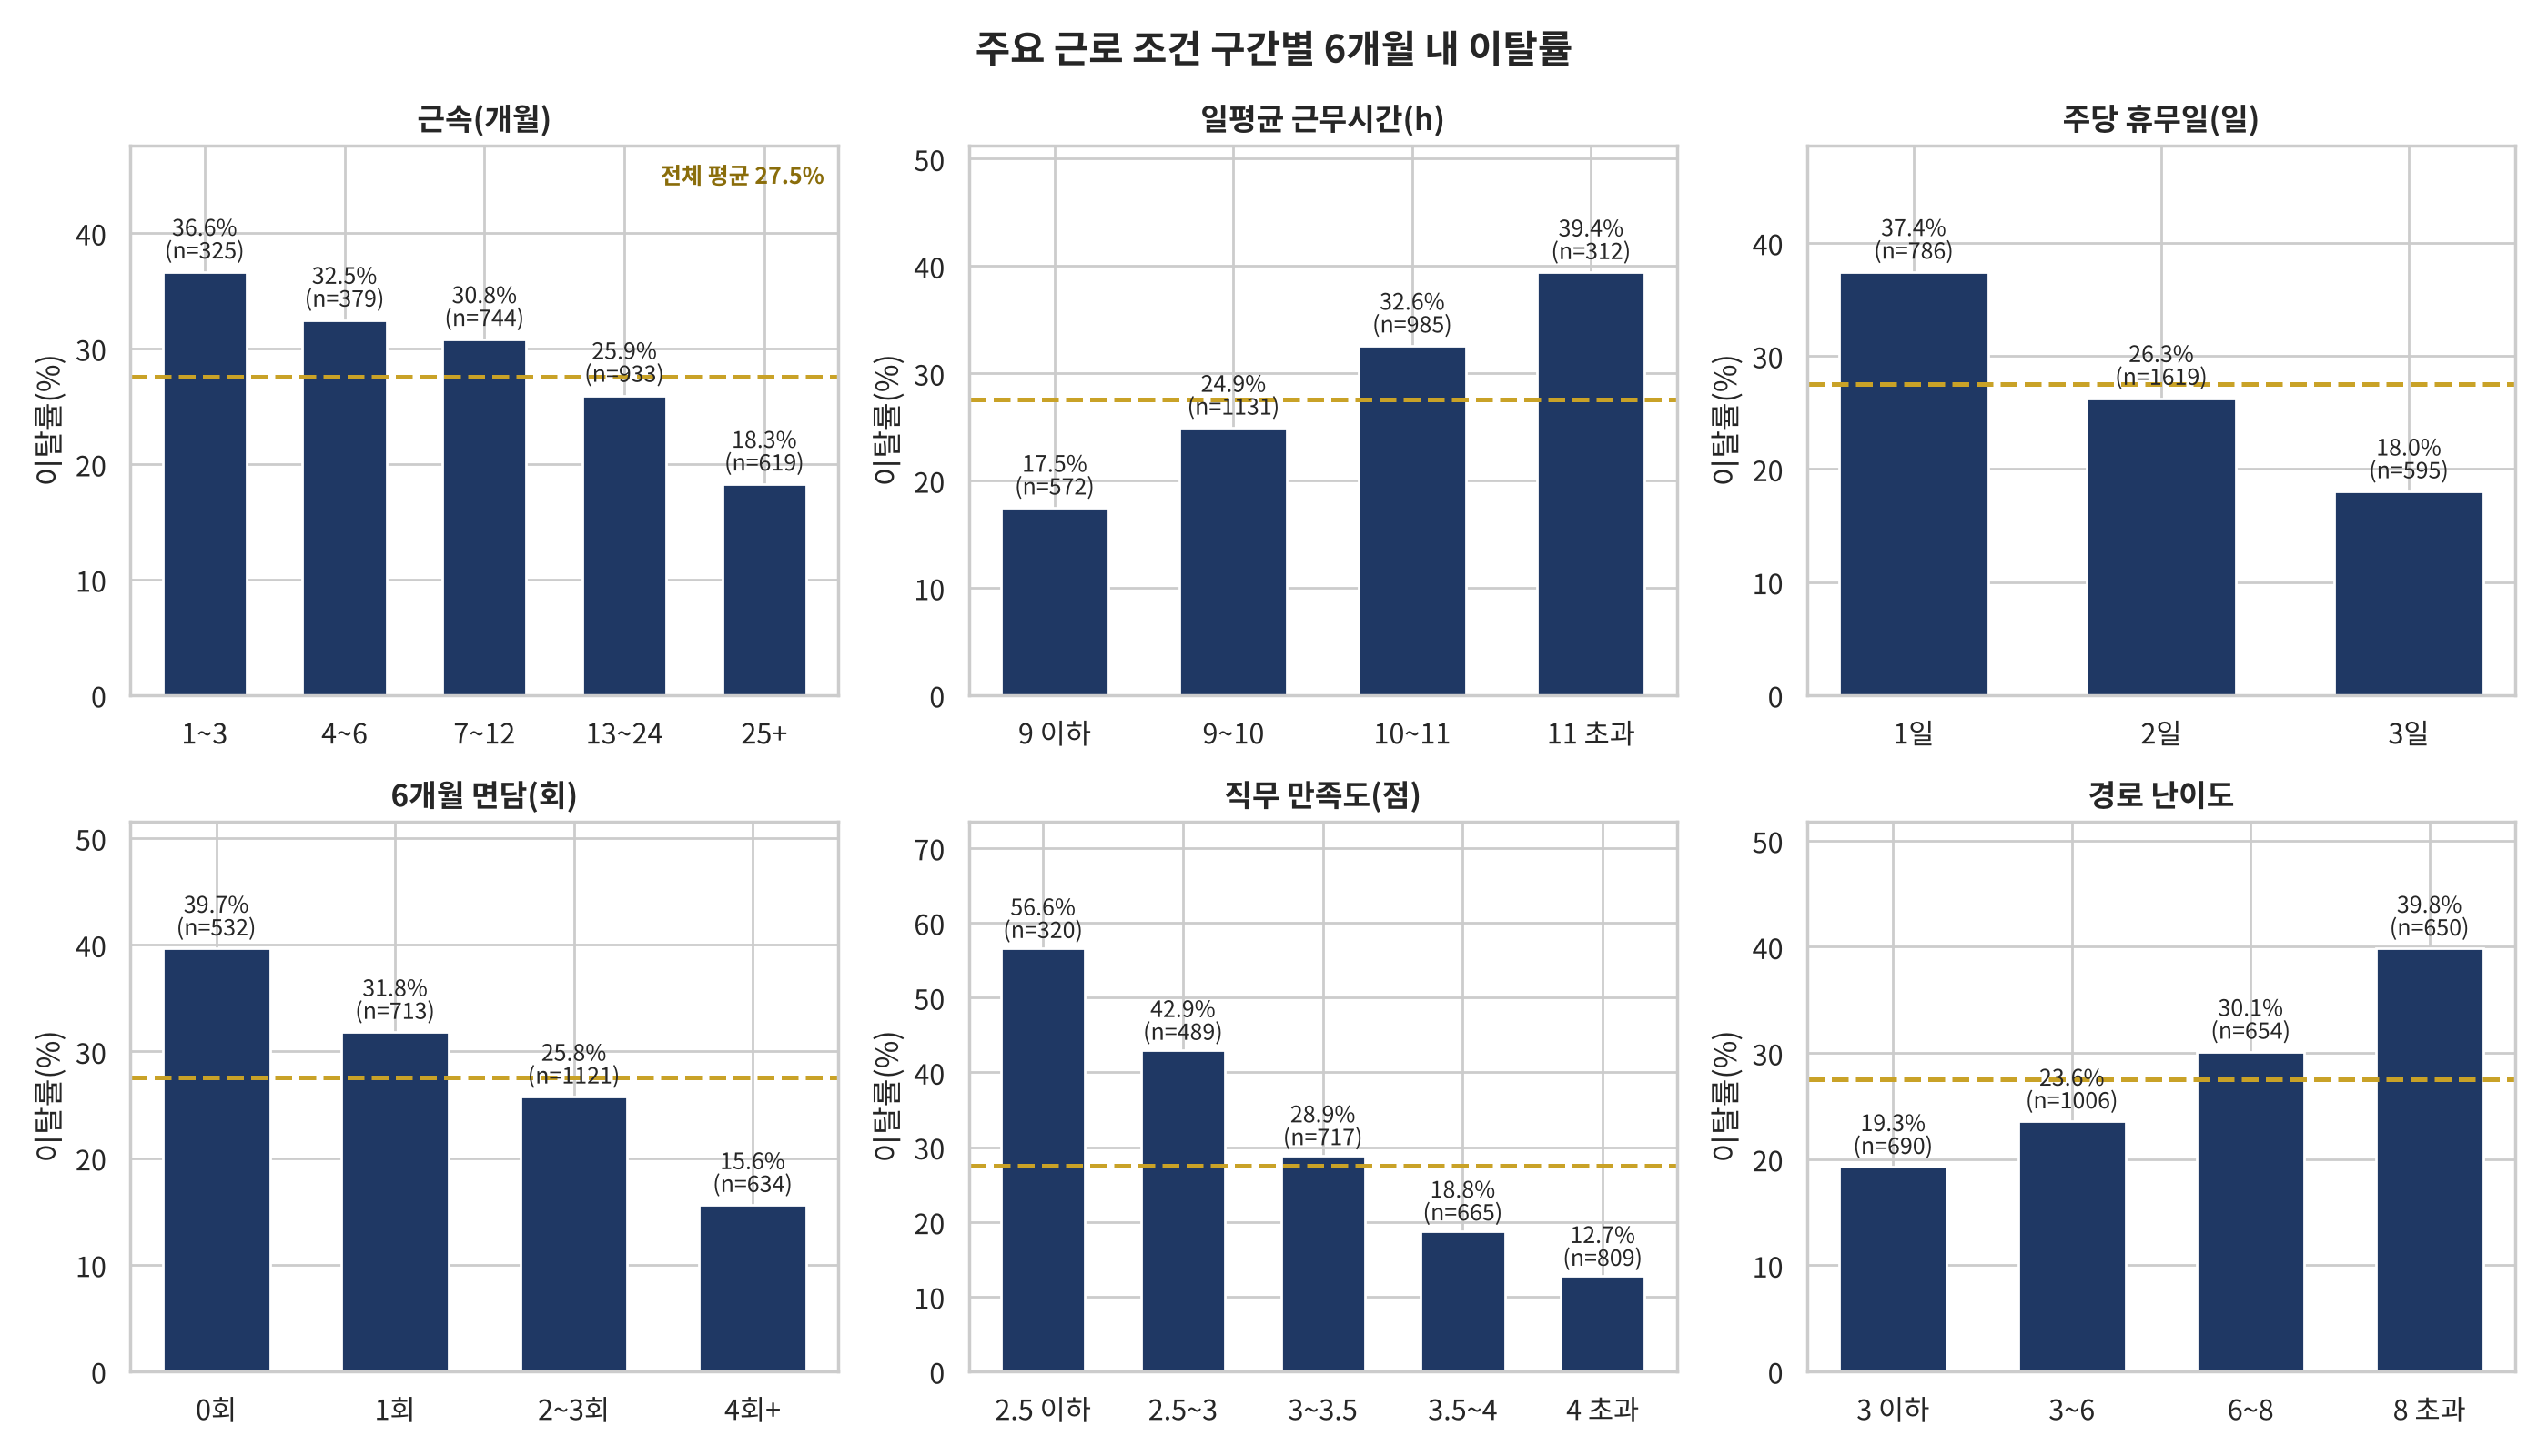 주요 근로 조건 구간별 6개월 내 이탈률
근속(개월)
이탈률(%)
40
30
20
10
0
전체 평균 27.5%
36.6%
(n=325)
32.5%
(n=379)
30.8%
(n=744)
25.9%
(n=933)
18.3%
(n=619)
1~3
4~6
7~12
13~24
25+
일평균 근무시간(h)
이탈률(%)
50
40
30
20
10
0
17.5%
(n=572)
24.9%
(n=1131)
32.6%
(n=985)
39.4%
(n=312)
9 이하
9~10
10~11
11 초과
주당 휴무일(일)
이탈률(%)
40
30
20
10
0
37.4%
(n=786)
26.3%
(n=1619)
18.0%
(n=595)
1일
2일
3일
6개월 면담(회)
이탈률(%)
50
40
30
20
10
0
39.7%
(n=532)
31.8%
(n=713)
25.8%
(n=1121)
15.6%
(n=634)
0회
1회
2~3회
4회+
직무 만족도(점)
이탈률(%)
70
60
50
40
30
20
10
0
56.6%
(n=320)
42.9%
(n=489)
28.9%
(n=717)
18.8%
(n=665)
12.7%
(n=809)
2.5 이하
2.5~3
3~3.5
3.5~4
4 초과
경로 난이도
이탈률(%)
50
40
30
20
10
0
19.3%
(n=690)
23.6%
(n=1006)
30.1%
(n=654)
39.8%
(n=650)
3 이하
3~6
6~8
8 초과